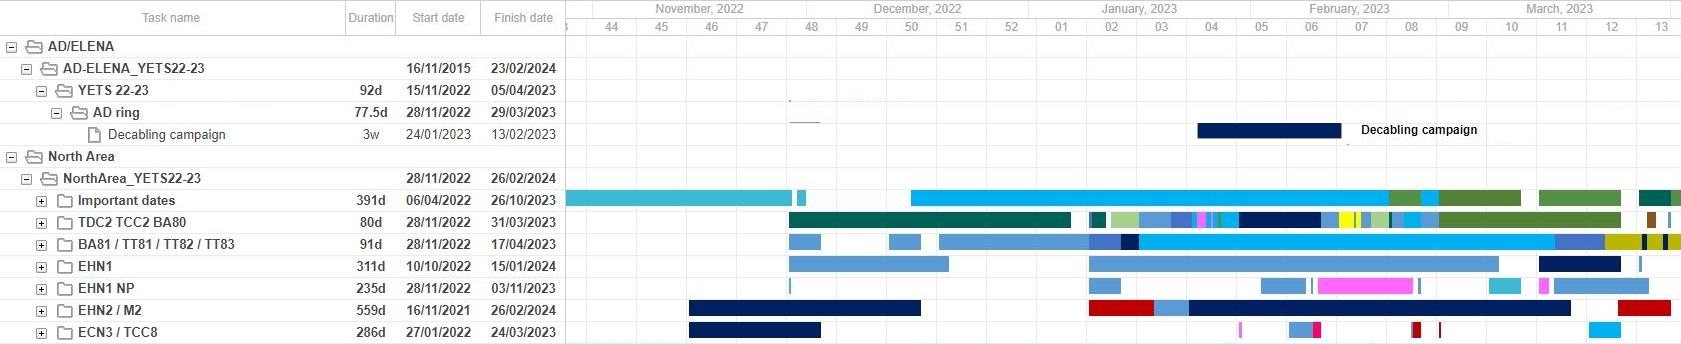 Task name Duration Start date Finish date November, 2022 December, 2022 January, 2023 February, 2023 March, 2023
44 45 46 47 48 49 50 51 52 01 02 03 04 05 06 07 08 09 10 11 12 13
AD/ELENA
AD-ELENA_YETS22-23 16/11/2015 23/02/2024
YETS 22-23 92d 15/11/2022 05/04/2023
AD ring 77.5d 28/11/2022 29/03/2023
Decabling campaign 3w 24/01/2023 13/02/2023 Decabling campaign
North Area
NorthArea_YETS22-23 28/11/2022 26/02/2024
Important dates 391d 06/04/2022 26/10/2023
TDC2 TCC2 BA80 80d 28/11/2022 31/03/2023
BA81 / TT81 / TT82 / TT83 91d 28/11/2022 17/04/2023
EHN1 311d 10/10/2022 15/01/2024
EHN1 NP 235d 28/11/2022 03/11/2023
EHN2 / M2 559d 16/11/2021 26/02/2024
ECN3 / TCC8 286d 27/01/2022 24/03/2023